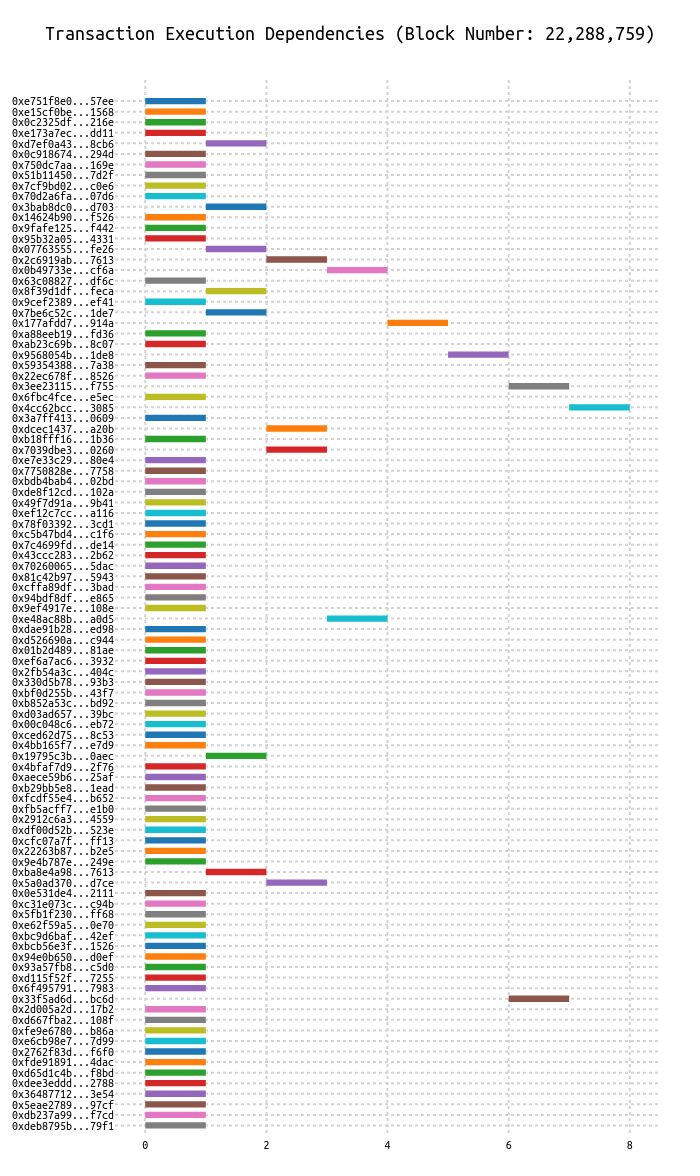 Transaction Execution Dependencies (Block Number: 22,288,759)
0xe751f8e0...57ee
0xe15cf0be...1568
0x0c2325df...216e
0xe173a7ec...dd11
0xd7ef0a43...8cb6
0x0c918674...294d
0x750dc7aa...169e
0x51b11450...7d2f
0x7cf9bd02...c0e6
0x70d2a6fa...07d6
0x3bab8dc0...d703
0x14624b90...f526
0x9fafe125...f442
0x95b32a05...4331
0x07763555...fe26
0x2c6919ab...7613
0x0b49733e...cf6a
0x63c08827...df6c
0x8f39d1df...feca
0x9cef2389...ef41
0x7be6c52c...1de7
0x177afdd7...914a
0xa88eeb19...fd36
0xab23c69b...8c07
0x9568054b...1de8
0x59354388...7a38
0x22ec678f...8526
0x3ee23115...f755
0x6fbc4fce...e5ec
0x4cc62bcc...3085
0x3a7ff413...0609
0xdcec1437...a20b
0xb18fff16...1b36
0x7039dbe3...0260
0xe7e33c29...80e4
0x7750828e...7758
0xbdb4bab4...02bd
0xde8f12cd...102a
0x49f7d91a...9b41
0xef12c7cc...a116
0x78f03392...3cd1
0xc5b47bd4...c1f6
0x7c4699fd...de14
0x43ccc283...2b62
0x70260065...5dac
0x81c42b97...5943
0xcffa89df...3bad
0x94bdf8df...e865
0x9ef4917e...108e
0xe48ac88b...a0d5
0xdae91b28...ed98
0xd526690a...c944
0x01b2d489...81ae
0xef6a7ac6...3932
0x2fb54a3c...404c
0x330d5b78...93b3
0xbf0d255b...43f7
0xb852a53c...bd92
0xd03ad657...39bc
0x00c048c6...eb72
0xced62d75...8c53
0x4bb165f7...e7d9
0x19795c3b...0aec
0x4bfaf7d9...2f76
0xaece59b6...25af
0xb29bb5e8...1ead
0xfcdf55e4...b652
0xfb5acff7...e1b0
0x2912c6a3...4559
0xdf00d52b...523e
0xcfc07a7f...ff13
0x22263b87...b2e5
0x9e4b787e...249e
0xba8e4a98...7613
0x5a0ad370...d7ce
0x0e531de4...2111
0xc31e073c...c94b
0x5fb1f230...ff68
0xe62f59a5...0e70
0xbc9d6baf...42ef
0xbcb56e3f...1526
0x94e0b650...d0ef
0x93a57fb8...c5d0
0xd115f52f...7255
0x6f495791...7983
0x33f5ad6d...bc6d
0x2d005a2d...17b2
0xd667fba2...108f
0xfe9e6780...b86a
0xe6cb98e7...7d99
0x2762f83d...f6f0
0xfde91891...4dac
0xd65d1c4b...f8bd
0xdee3eddd...2788
0x36487712...3e54
0x5eae2789...97cf
0xdb237a99...f7cd
0xdeb8795b...79f1
0 2 4 6 8